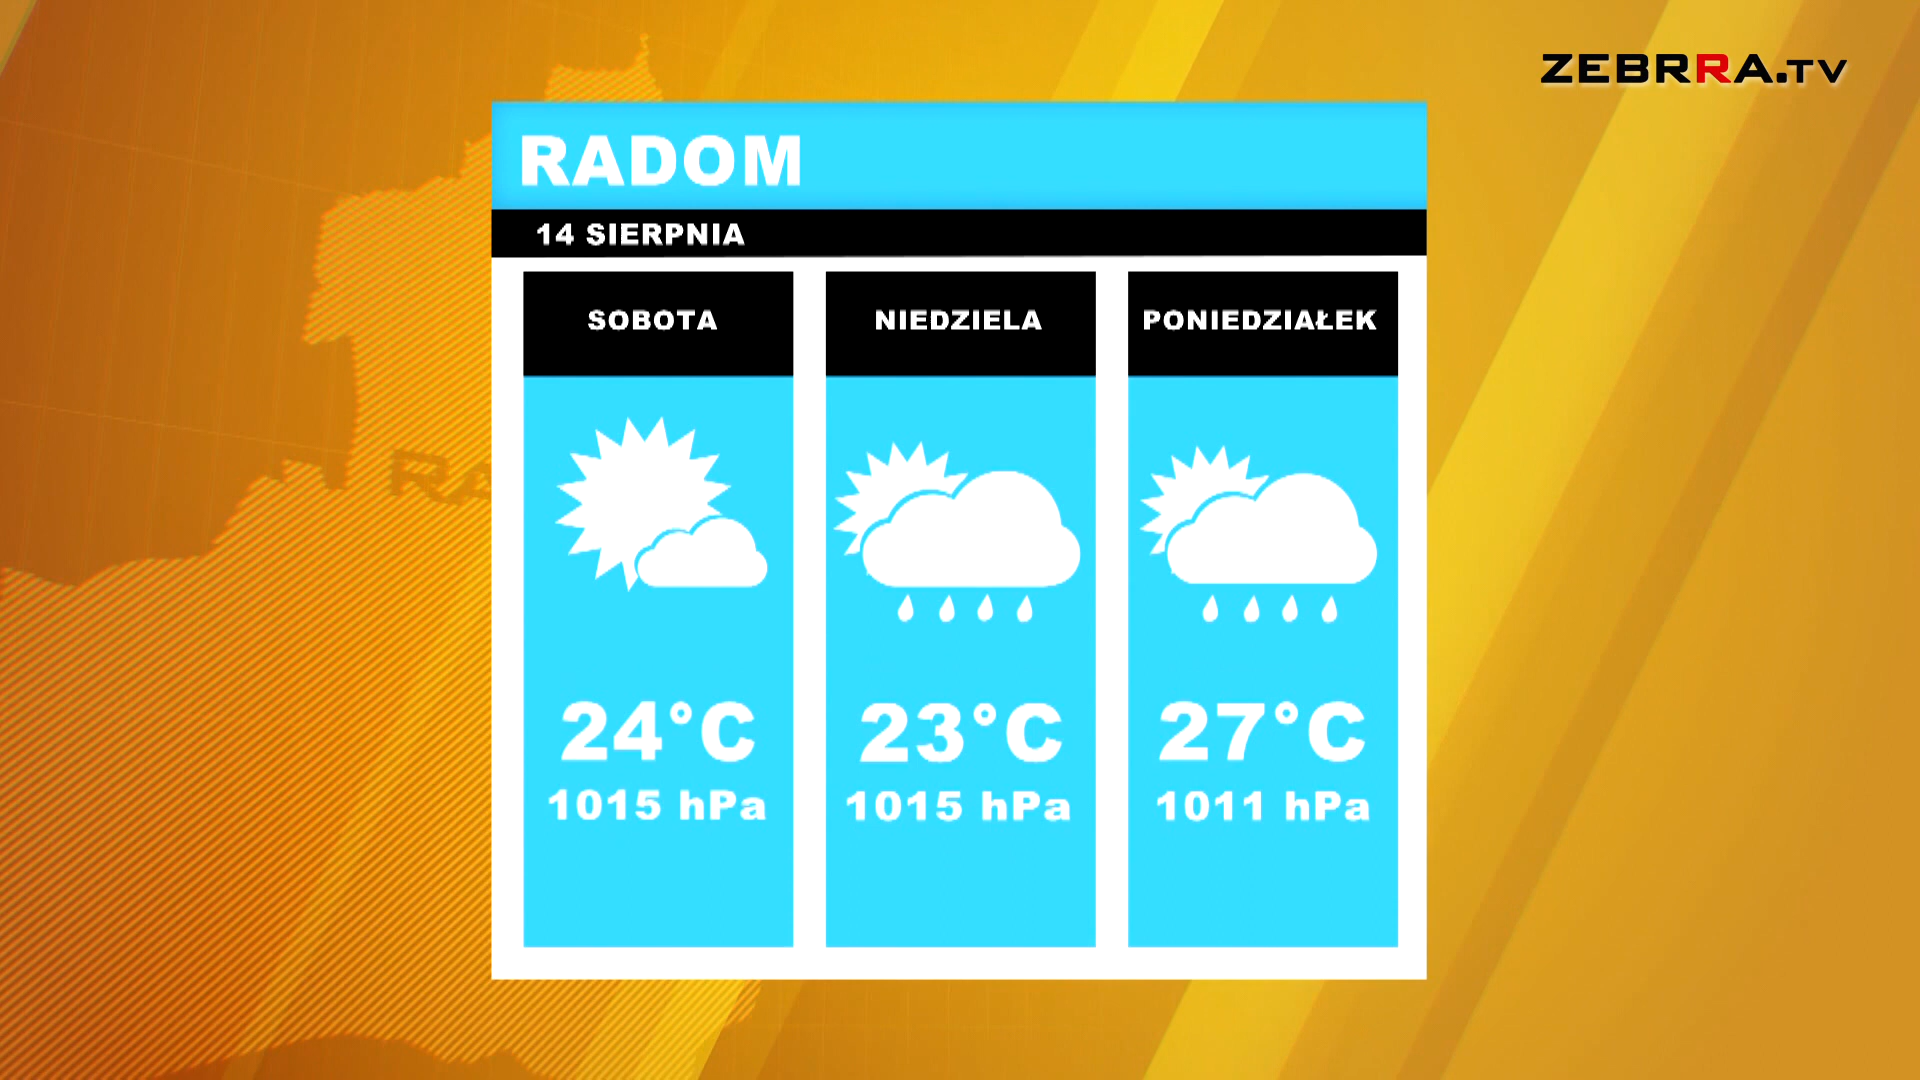 ZEBRRA.TV
RADOM
14 SIERPNIA
SOBOTA
NIEDZIELA
PONIEDZIAŁEK
24°C
23°C
27°C
1015 hPa
1015 hPa
1011 hPa